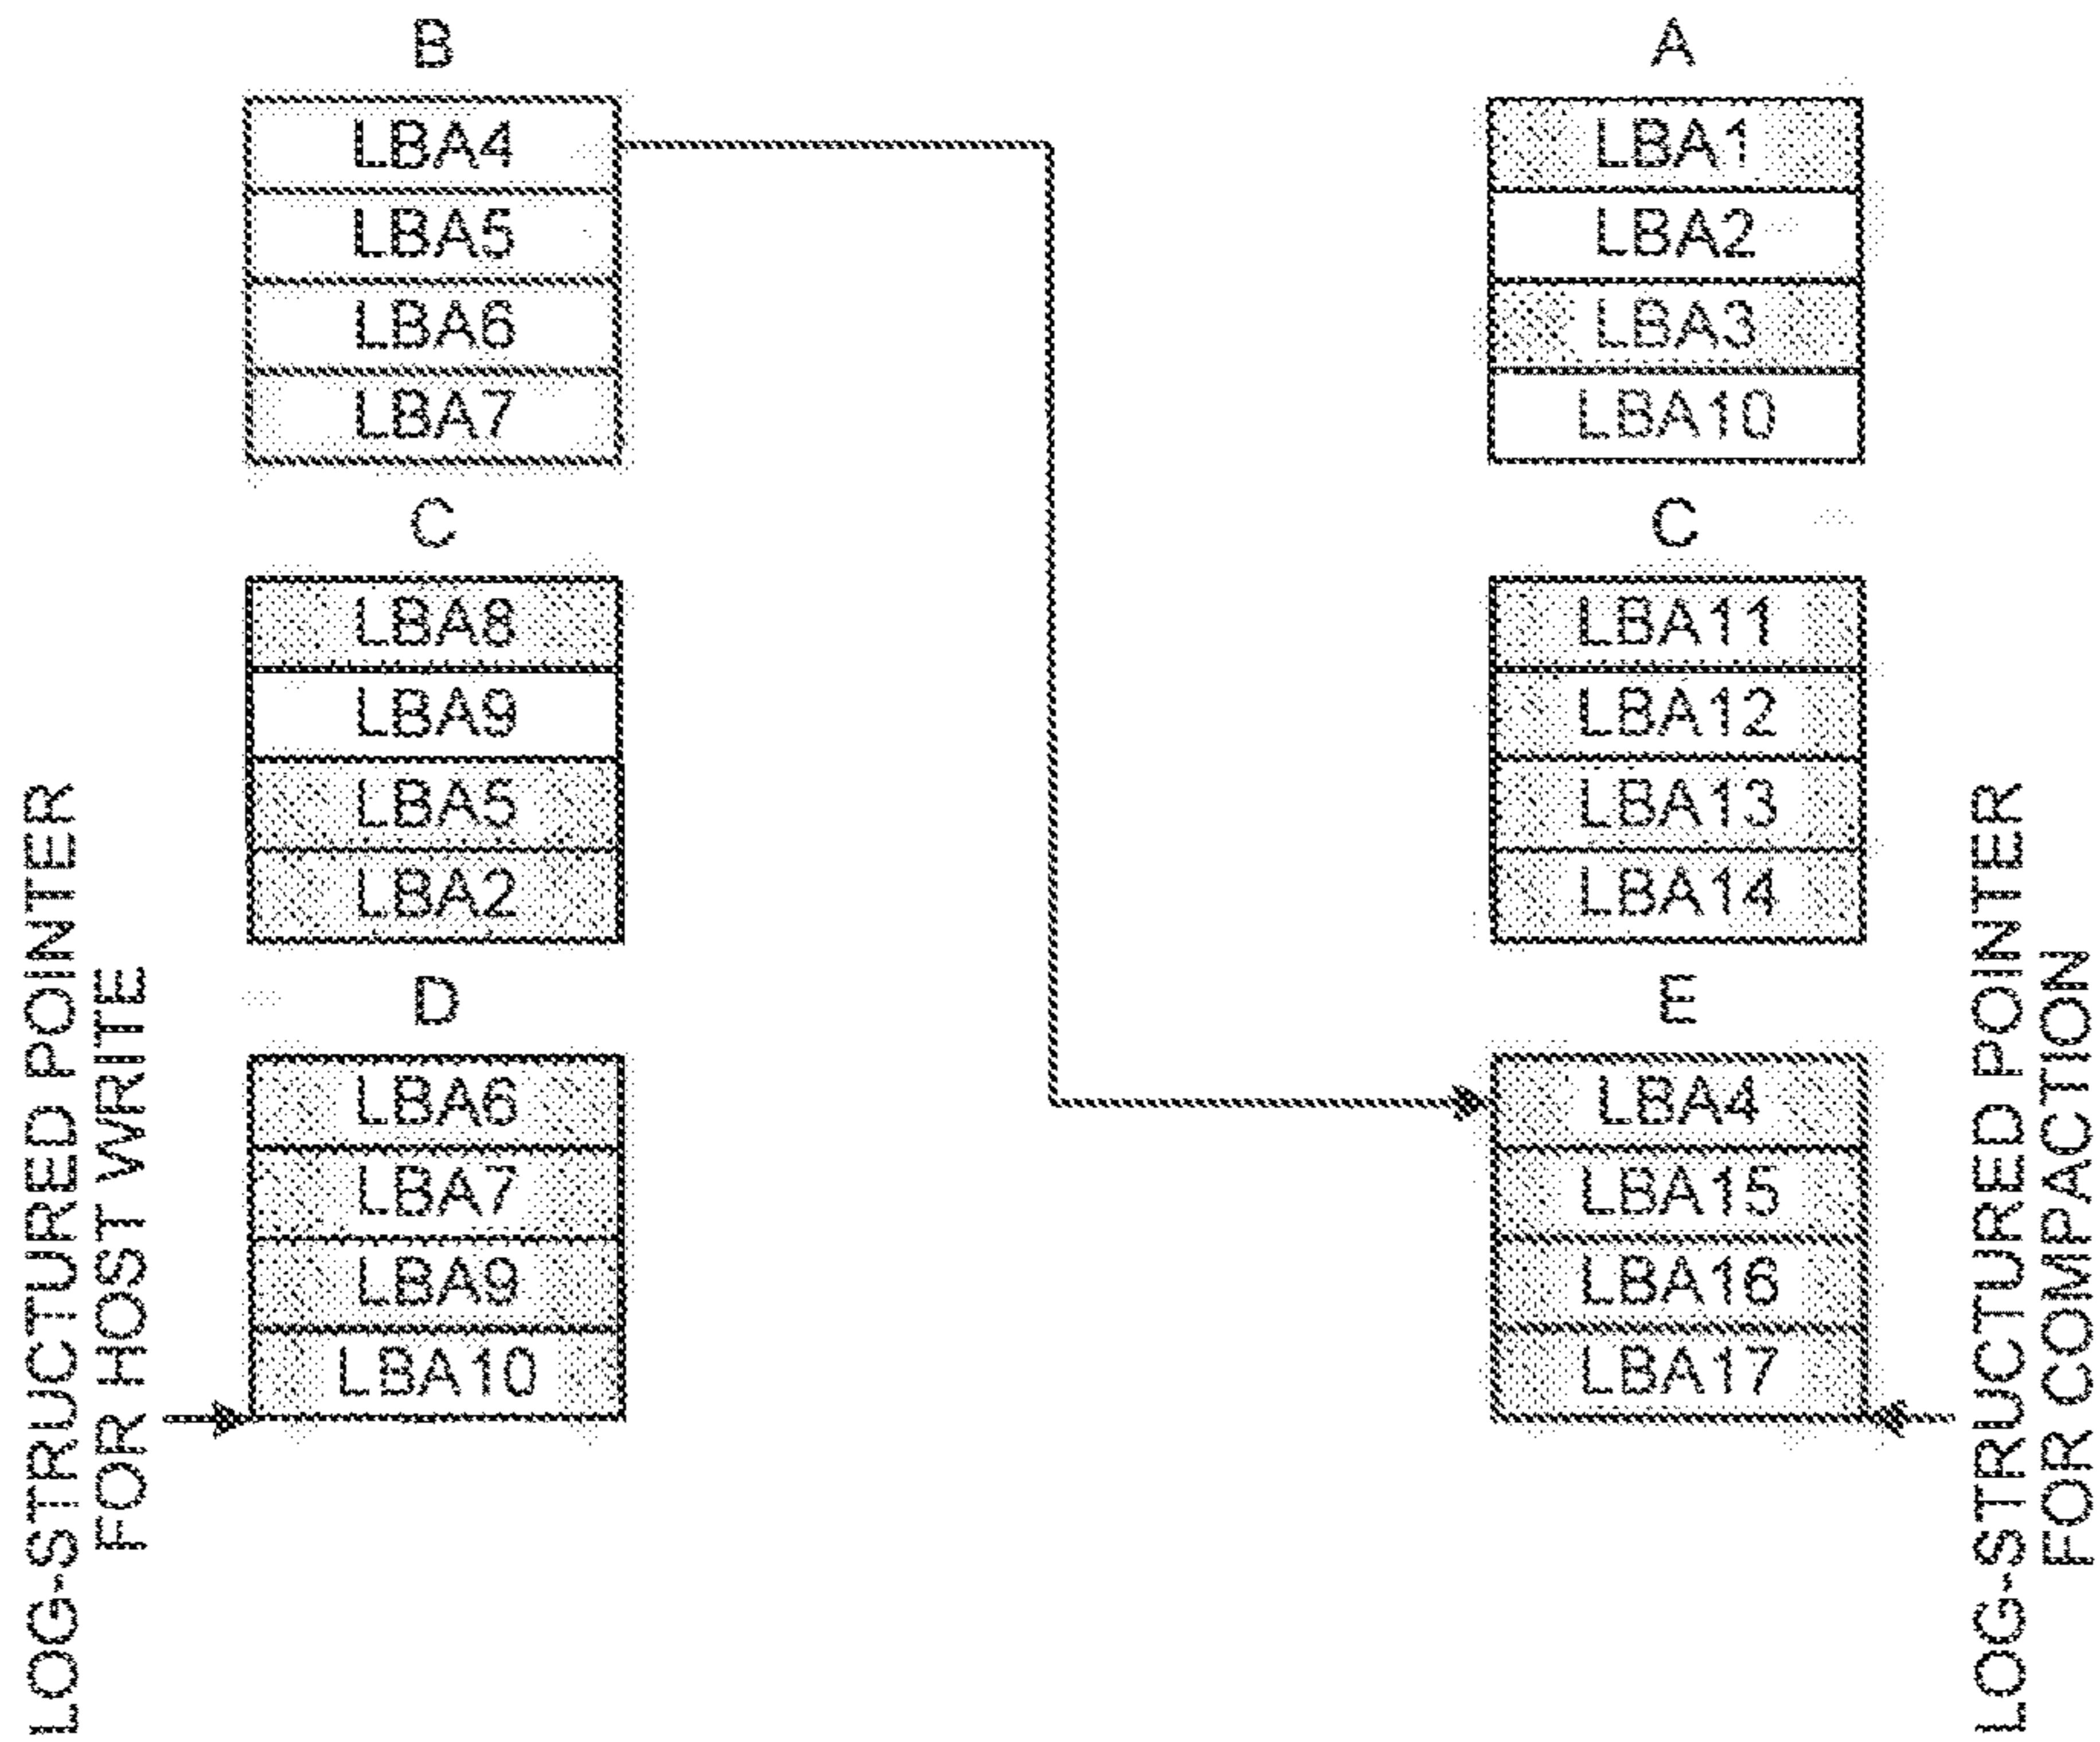 B
LBA4
LBA5
LBA6
LBA7
C
LBA8
LBA9
LBA5
LBA2
D
LBA6
LBA7
LBA9
LBA10
LOG-STRUCTURED POINTER
FOR HOST WRITE
A
LBA1
LBA2
LBA3
LBA10
C
LBA11
LBA12
LBA13
LBA14
E
LBA4
LBA15
LBA16
LBA17
LOG-STRUCTURED POINTER
FOR COMPACTION